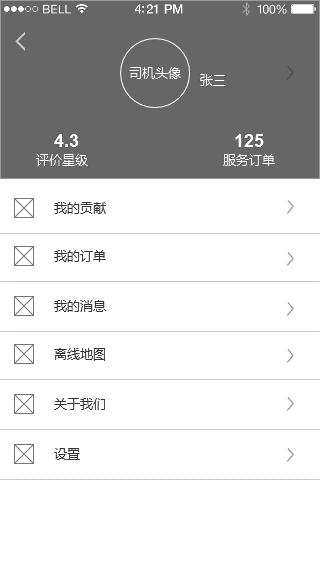 BELL 4:21 PM 100%
司机头像
张三
4.3 125
评价星级 服务订单
我的贡献
我的订单
我的消息
离线地图
关于我们
设置